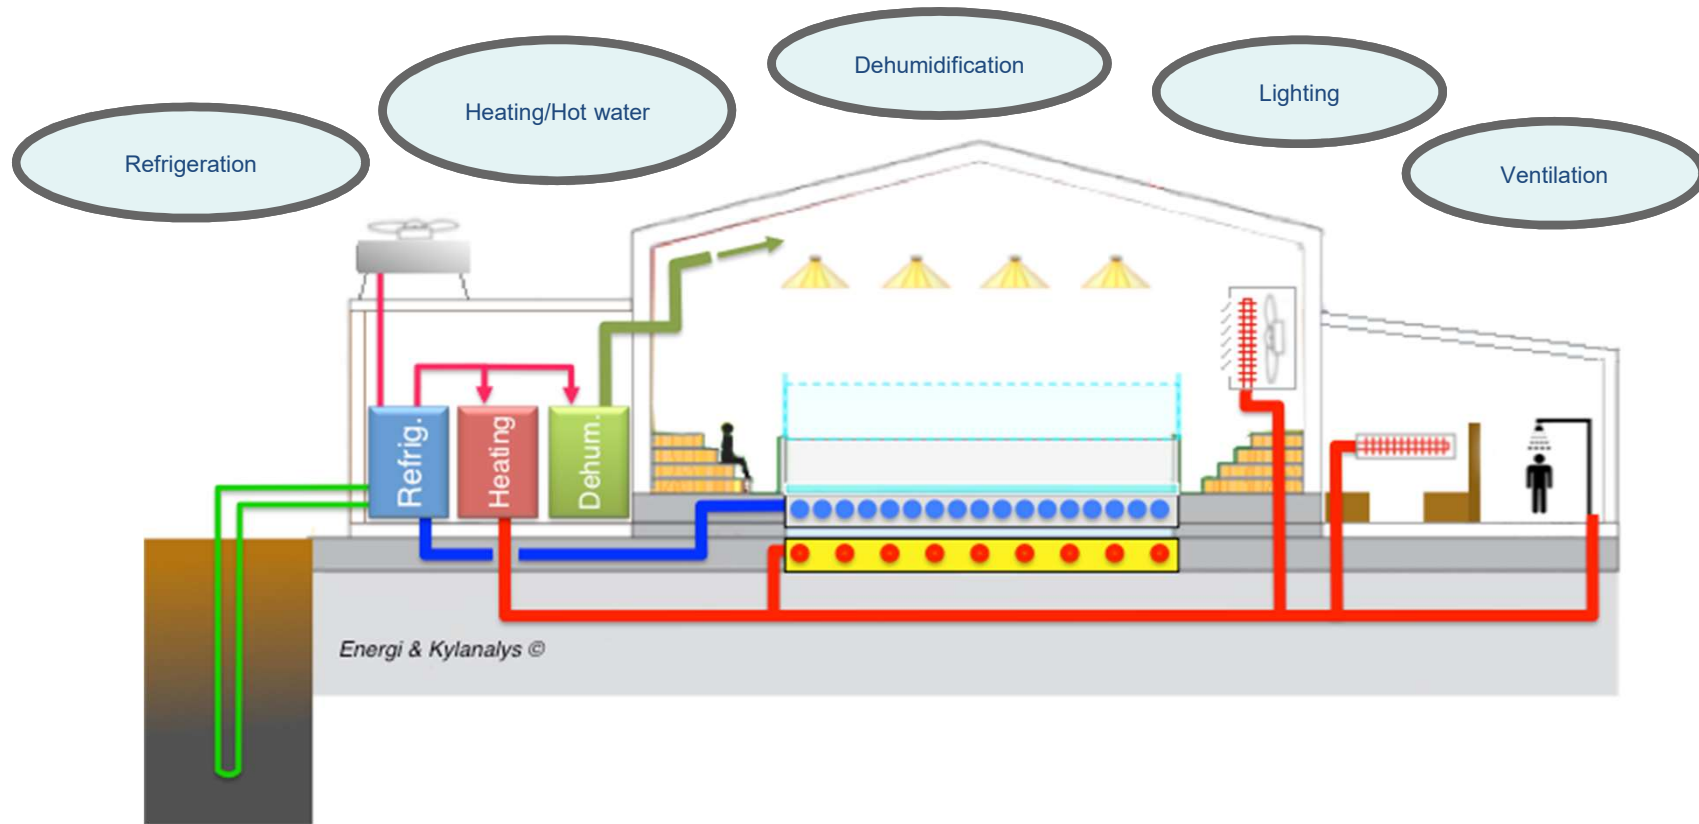 Dehumidification
Heating/Hot water
Lighting
Refrigeration
Ventilation
Refrig.
Heating
Dehum.
Energi & Kylanalys ©